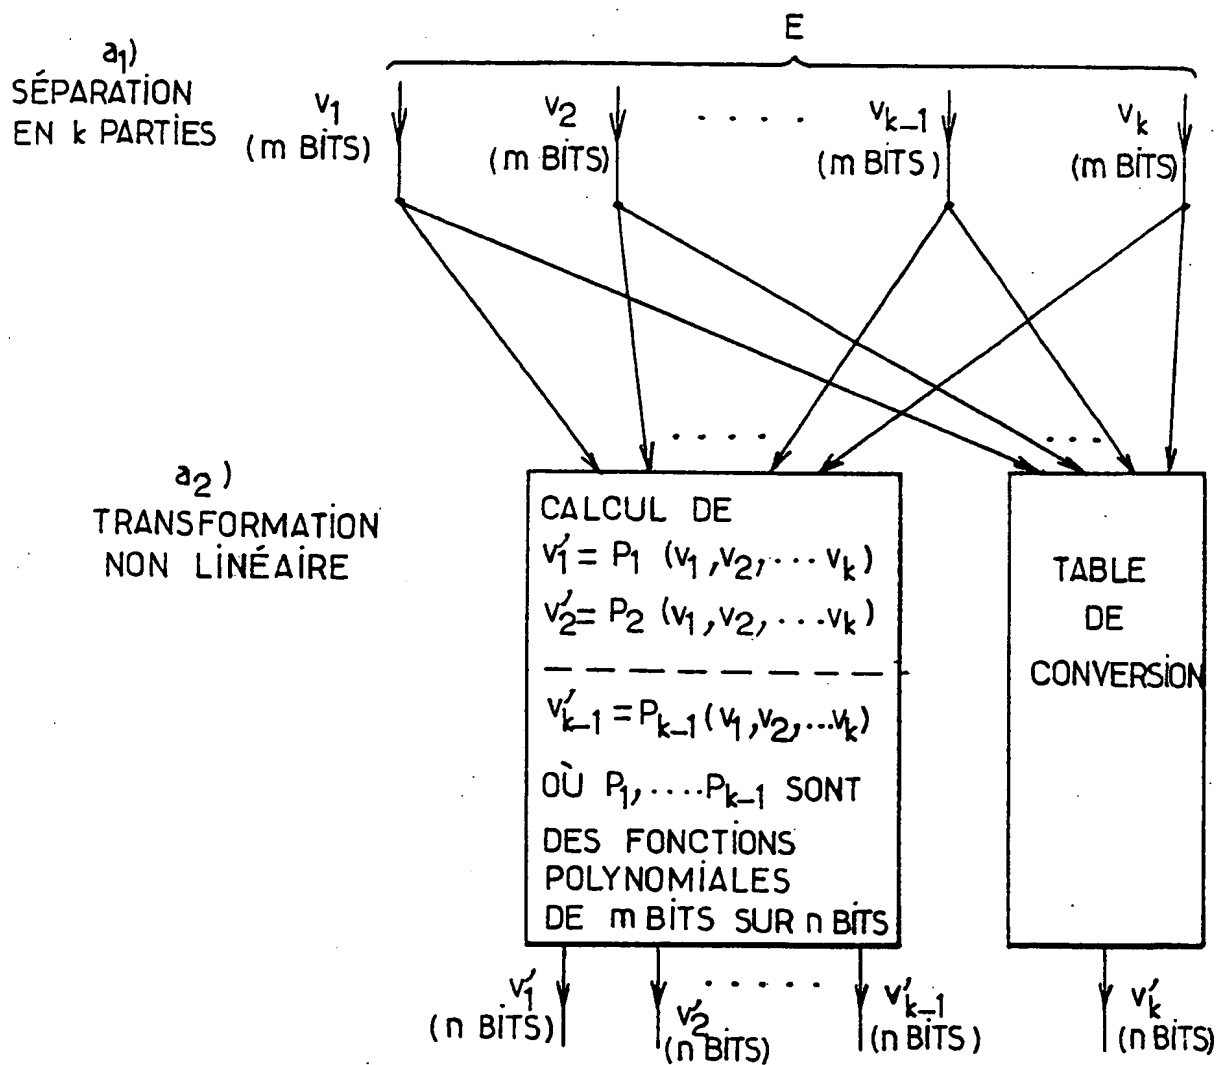 E
a1)
SÉPARATION
EN k PARTIES
v1
(m BITS)
v2
(m BITS)
. . . . .
vk-1
(m BITS)
vk
(m BITS)
. . . . .
. . . .
a2)
TRANSFORMATION
NON LINÉAIRE
CALCUL DE
v'1 = P1 (v1,v2,...vk)
v'2 = P2 (v1,v2,...vk)
v'k-1 = Pk-1 (v1,v2,...vk)
OÙ P1,....Pk-1 SONT
DES FONCTIONS
POLYNOMIALES
DE m BITS SUR n BITS
TABLE
DE
CONVERSION
v'1
(n BITS)
v'2
(n BITS)
. . . . .
v'k-1
(n BITS)
v'k
(n BITS)